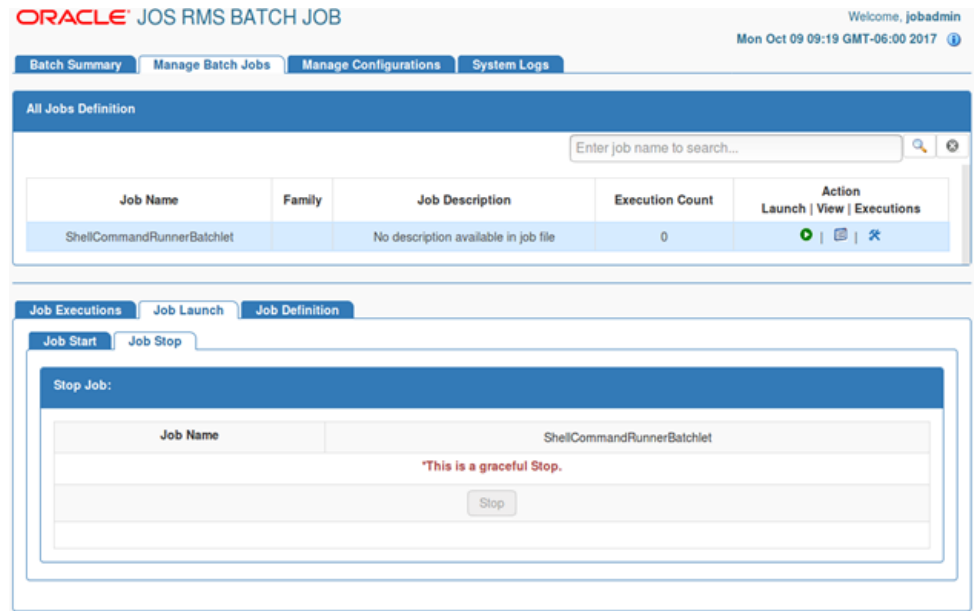 ORACLE® JOS RMS BATCH JOB
Welcome, jobadmin
Mon Oct 09 09:19 GMT-06:00 2017
Batch Summary Manage Batch Jobs Manage Configurations System Logs
All Jobs Definition
Enter job name to search...
Job Name Family Job Description Execution Count Action
Launch | View | Executions
ShellCommandRunnerBatchlet No description available in job file 0 | |
Job Executions Job Launch Job Definition
Job Start Job Stop
Stop Job:
Job Name ShellCommandRunnerBatchlet
*This is a graceful Stop.
Stop